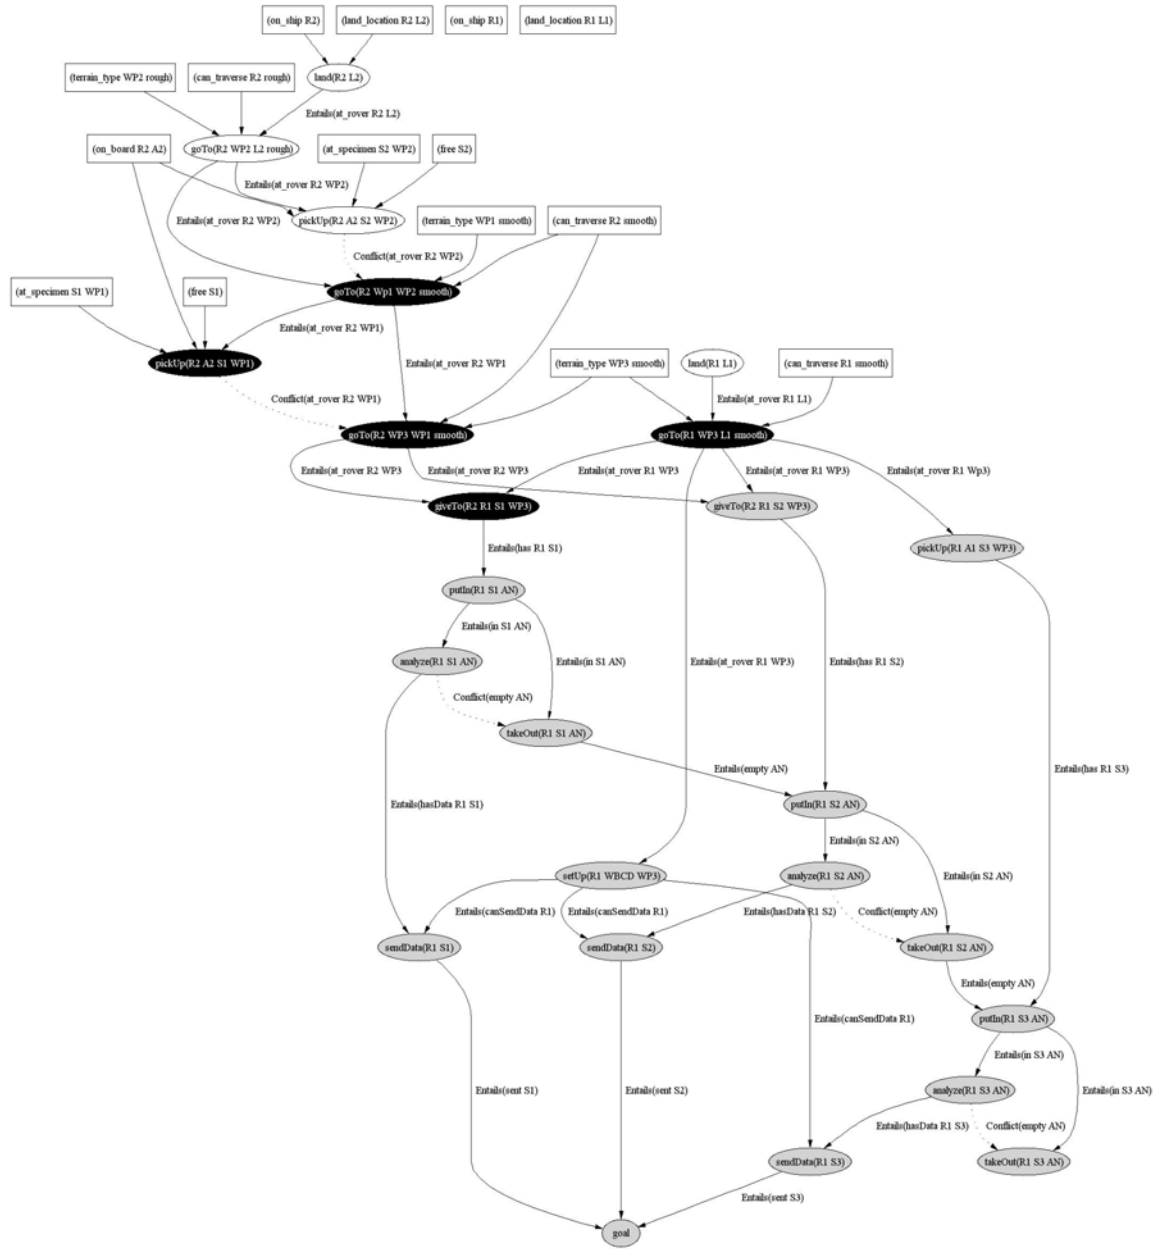 (on_ship R2)
(land_location R2 L2)
(on_ship R1)
(land_location R1 L1)
(terrain_type WP2 rough)
(can_traverse R2 rough)
land(R2 L2)
Entails(at_rover R2 L2)
(on_board R2 A2)
goTo(R2 WP2 L2 rough)
(at_specimen S2 WP2)
(free S2)
Entails(at_rover R2 WP2)
Entails(at_rover R2 WP2)
pickUp(R2 A2 S2 WP2)
(terrain_type WP1 smooth)
(can_traverse R2 smooth)
Conflict(at_rover R2 WP2)
(at_specimen S1 WP1)
(free S1)
goTo(R2 Wp1 WP2 smooth)
Entails(at_rover R2 WP1)
pickUp(R2 A2 S1 WP1)
Entails(at_rover R2 WP1
(terrain_type WP3 smooth)
land(R1 L1)
(can_traverse R1 smooth)
Conflict(at_rover R2 WP1)
Entails(at_rover R1 L1)
goTo(R2 WP3 WP1 smooth)
goTo(R1 WP3 L1 smooth)
Entails(at_rover R2 WP3
Entails(at_rover R2 WP3
Entails(at_rover R1 WP3
Entails(at_rover R1 WP3)
Entails(at_rover R1 Wp3)
giveTo(R2 R1 S1 WP3)
giveTo(R2 R1 S2 WP3)
Entails(has R1 S1)
pickUp(R1 A1 S3 WP3)
putIn(R1 S1 AN)
Entails(in S1 AN)
analyze(R1 S1 AN)
Entails(in S1 AN)
Entails(at_rover R1 WP3)
Entails(has R1 S2)
Conflict(empty AN)
takeOut(R1 S1 AN)
Entails(empty AN)
Entails(has R1 S3)
Entails(hasData R1 S1)
putIn(R1 S2 AN)
Entails(in S2 AN)
setUp(R1 WBCD WP3)
analyze(R1 S2 AN)
Entails(in S2 AN)
Entails(canSendData R1)
Entails(canSendData R1)
Entails(hasData R1 S2)
Conflict(empty AN)
sendData(R1 S1)
sendData(R1 S2)
takeOut(R1 S2 AN)
Entails(empty AN)
Entails(canSendData R1)
putIn(R1 S3 AN)
Entails(in S3 AN)
Entails(sent S1)
Entails(sent S2)
analyze(R1 S3 AN)
Entails(in S3 AN)
Entails(hasData R1 S3)
Conflict(empty AN)
sendData(R1 S3)
takeOut(R1 S3 AN)
Entails(sent S3)
goal